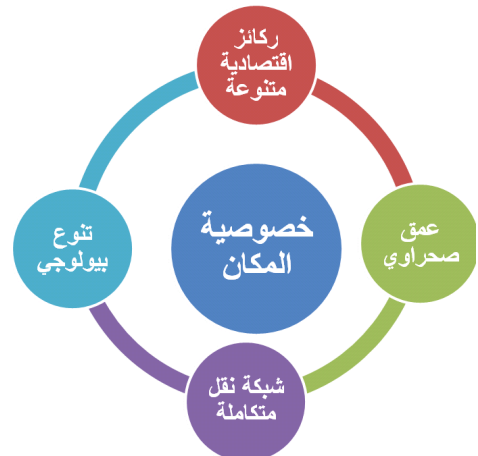 ركائز
اقتصادية
متنوعة
عمق
صحراوي
خصوصية
المكان
تنوع
بيولوجي
شبكة نقل
متكاملة